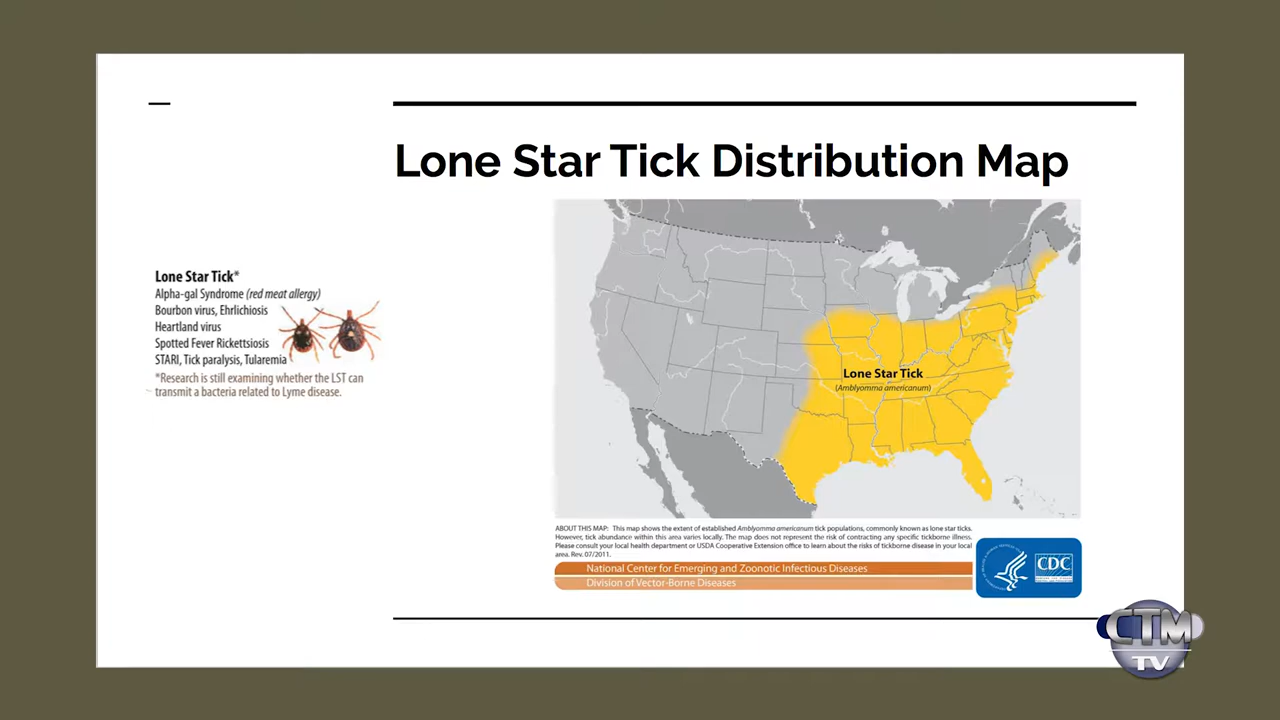 Lone Star Tick Distribution Map
Lone Star Tick*
Alpha-gal Syndrome (red meat allergy)
Bourbon virus, Ehrlichiosis
Heartland virus
Spotted Fever Rickettsiosis
STARI, Tick paralysis, Tularemia
*Research is still examining whether the LST can
transmit a bacteria related to Lyme disease.
Lone Star Tick
(Amblyomma americanum)
ABOUT THIS MAP: This map shows the extent of established Amblyomma americanum tick populations, commonly known as lone star ticks.
However, tick abundance within this area varies locally. The map does not represent the risk of contracting any specific tickborne illness.
Please consult your local health department or USDA Cooperative Extension office to learn about the risks of tickborne disease in your local
area. Rev. 07/2011.
National Center for Emerging and Zoonotic Infectious Diseases
Division of Vector-Borne Diseases
CDC
CTM
TV